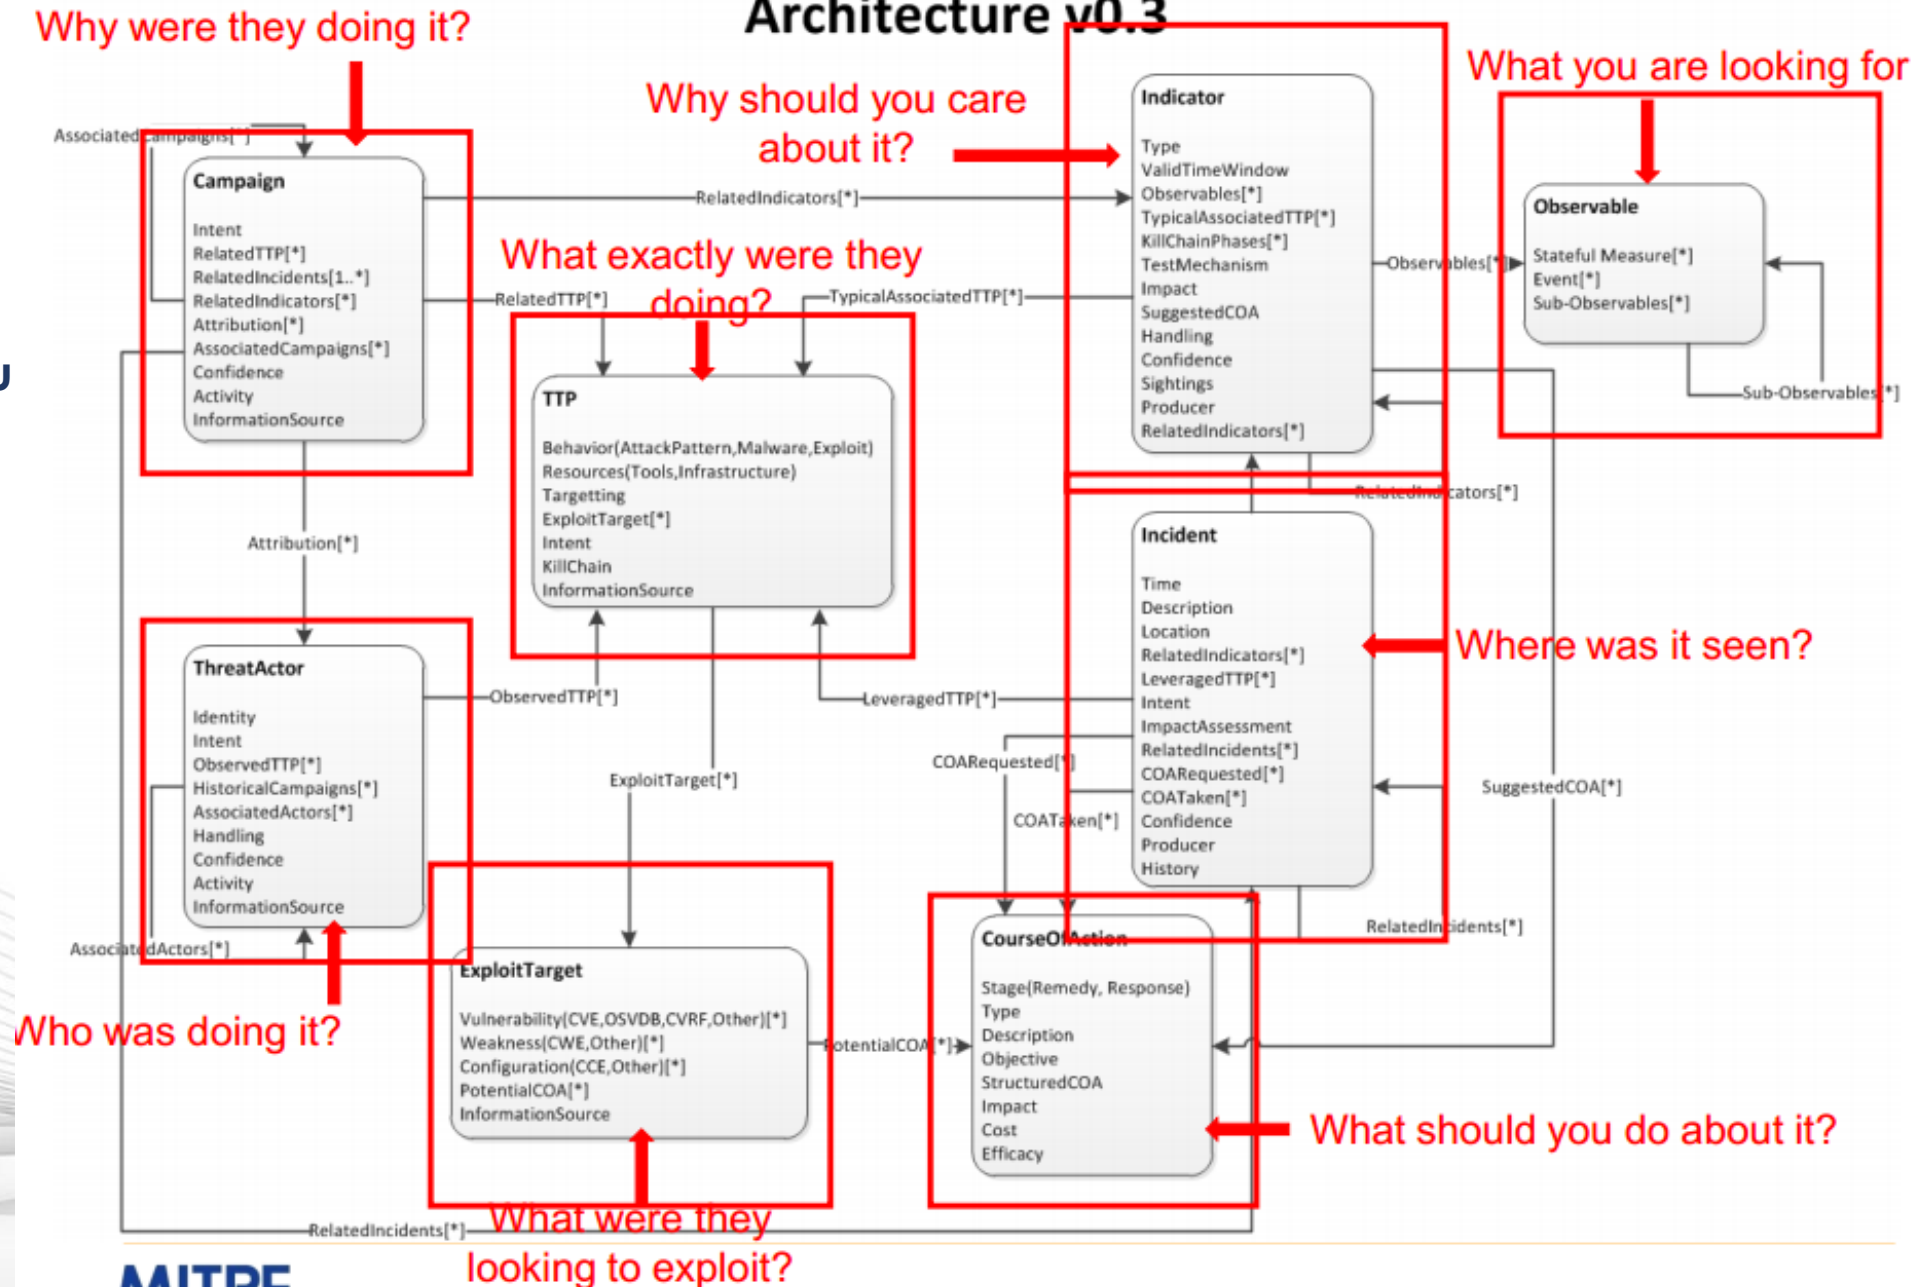 Architecture v0.3
Why were they doing it?
What you are looking for
Why should you care
about it?
AssociatedCampaigns[*]
Campaign
Intent
RelatedTTP[*]
RelatedIncidents[1..*]
RelatedIndicators[*]
Attribution[*]
AssociatedCampaigns[*]
Confidence
Activity
InformationSource
RelatedIndicators[*]
Indicator
Type
ValidTimeWindow
Observables[*]
TypicalAssociatedTTP[*]
KillChainPhases[*]
TestMechanism
Impact
SuggestedCOA
Handling
Confidence
Sightings
Producer
RelatedIndicators[*]
Observables[*]
Observable
Stateful Measure[*]
Event[*]
Sub-Observables[*]
Sub-Observables[*]
What exactly were they
doing?
RelatedTTP[*]
TypicalAssociatedTTP[*]
TTP
Behavior(AttackPattern,Malware,Exploit)
Resources(Tools,Infrastructure)
Targetting
ExploitTarget[*]
Intent
KillChain
InformationSource
RelatedIndicators[*]
Attribution[*]
Incident
Time
Description
Location
RelatedIndicators[*]
LeveragedTTP[*]
Intent
ImpactAssessment
RelatedIncidents[*]
COARequested[*]
COATaken[*]
Confidence
Producer
History
Where was it seen?
ThreatActor
Identity
Intent
ObservedTTP[*]
HistoricalCampaigns[*]
AssociatedActors[*]
Handling
Confidence
Activity
InformationSource
ObservedTTP[*]
LeveragedTTP[*]
COARequested[*]
COATaken[*]
ExploitTarget[*]
SuggestedCOA[*]
RelatedIncidents[*]
AssociatedActors[*]
Who was doing it?
ExploitTarget
Vulnerability(CVE,OSVDB,CVRF,Other)[*]
Weakness(CWE,Other)[*]
Configuration(CCE,Other)[*]
PotentialCOA[*]
InformationSource
PotentialCOA[*]
CourseOfAction
Stage(Remedy, Response)
Type
Description
Objective
StructuredCOA
Impact
Cost
Efficacy
What should you do about it?
RelatedIncidents[*]
What were they
looking to exploit?
MITRE